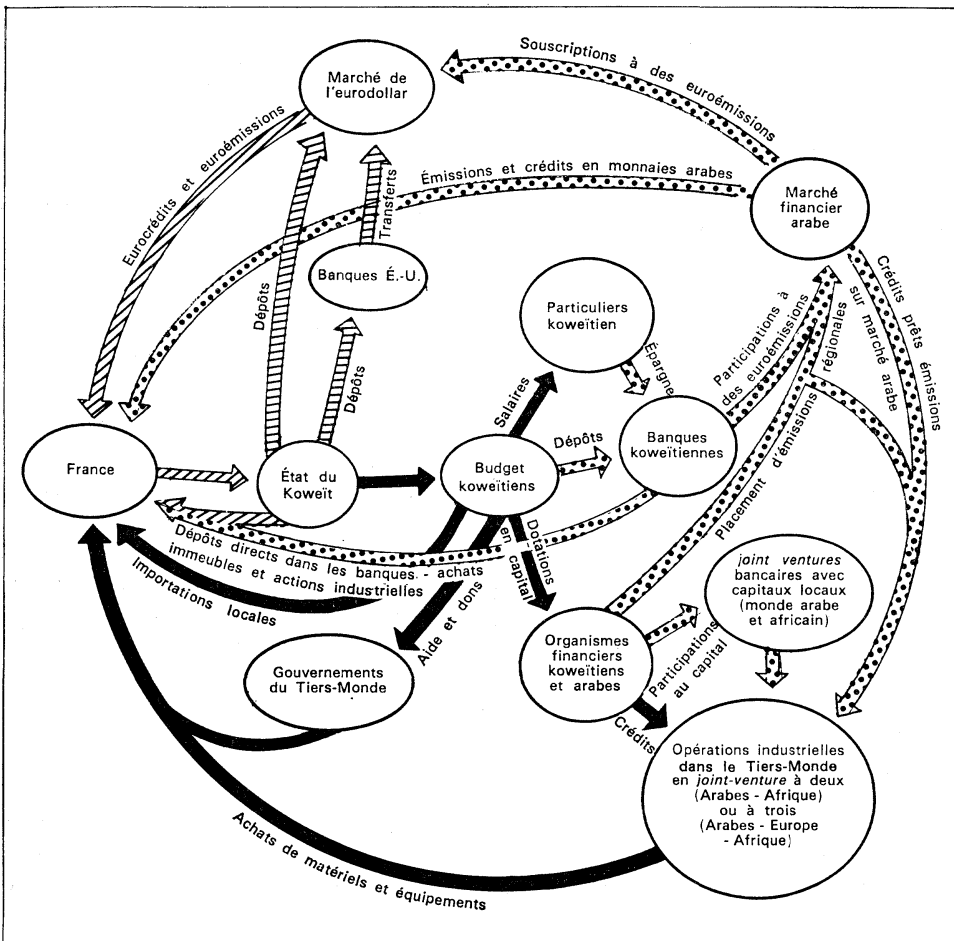 Souscriptions à des euroémissions
Marché de
l'eurodollar
Eurocrédits et euroémissions
Émissions et crédits en monnaies arabes
Marché
financier
arabe
Transferts
Banques É.-U.
Dépôts
Dépôts
Particuliers
koweïtien
Épargne
Participations à
des euroémissions
régionales
sur marché arabe
Crédits prêts émissions
Salaires
France
État du
Koweït
Budget
koweïtiens
Dépôts
Banques
koweïtiennes
Placement d'émissions
Dépôts directs dans les banques - achats
immeubles et actions industrielles
Importations locales
Aide et dons
Dotations
en capital
joint ventures
bancaires avec
capitaux locaux
(monde arabe
et africain)
Gouvernements
du Tiers-Monde
Organismes
financiers
koweïtiens
et arabes
Participations
au capital
Crédits
Opérations industrielles
dans le Tiers-Monde
en joint-venture à deux
(Arabes - Afrique)
ou à trois
(Arabes - Europe
- Afrique)
Achats de matériels et équipements